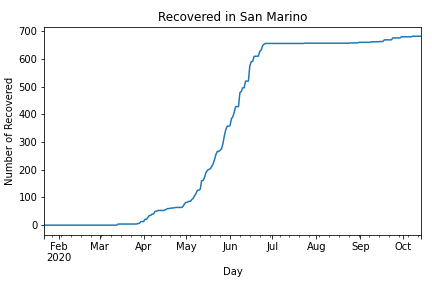 Recovered in San Marino
Number of Recovered
700
600
500
400
300
200
100
0
Feb Mar Apr May Jun Jul Aug Sep Oct
2020
Day